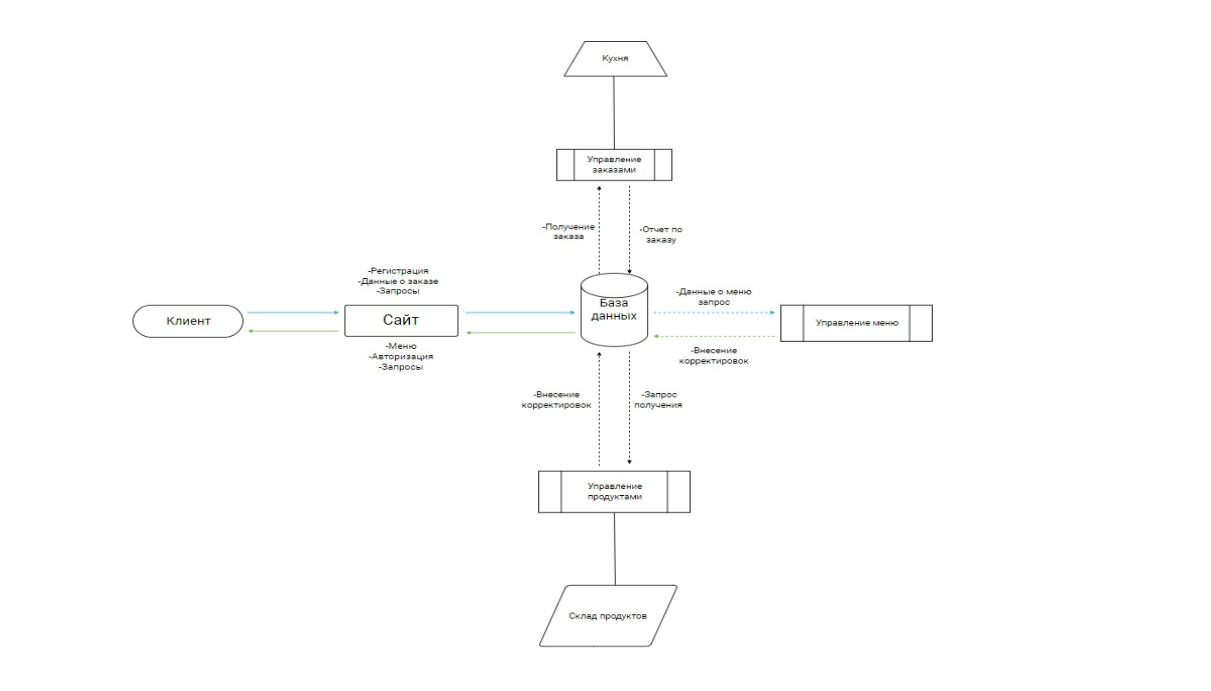 Кухня
Управление
заказами
-Получение
заказа
-Отчет по
заказу
-Регистрация
-Данные о заказе
-Запросы
Клиент
Сайт
-Меню
-Авторизация
-Запросы
База
данных
-Данные о меню
запрос
Управление меню
-Внесение
корректировок
-Внесение
корректировок
-Запрос
получения
Управление
продуктами
Склад продуктов